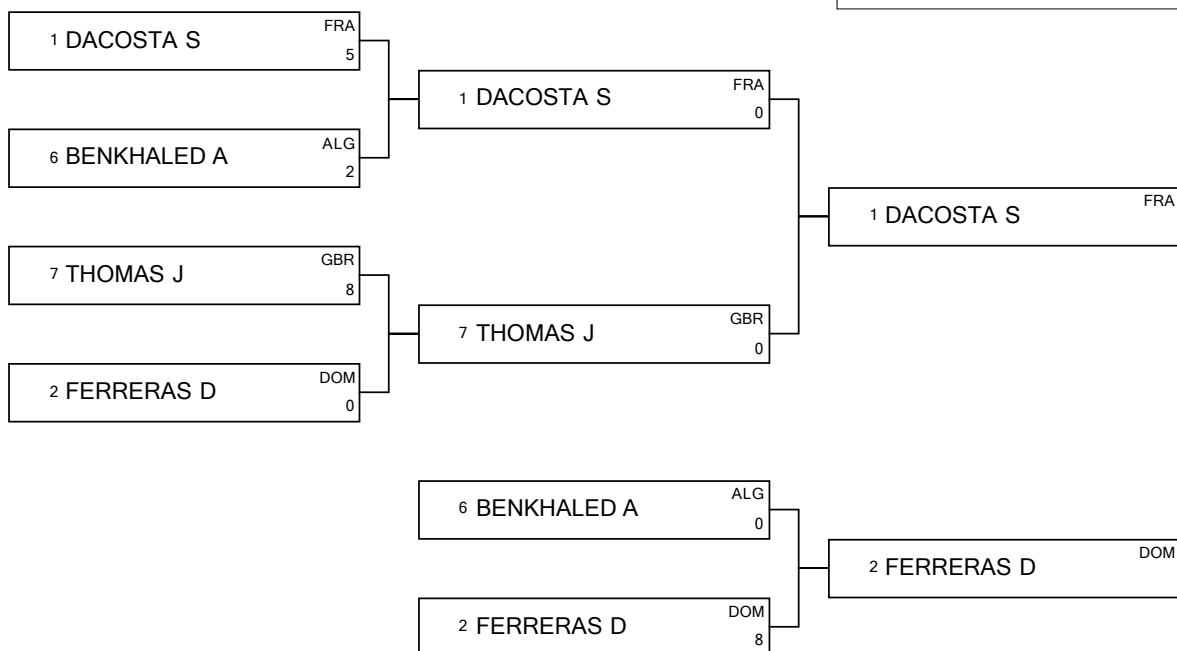 1 DACOSTA S FRA
5
6 BENKHALED A ALG
2
7 THOMAS J GBR
8
2 FERRERAS D DOM
0
1 DACOSTA S FRA
0
7 THOMAS J GBR
0
1 DACOSTA S FRA
6 BENKHALED A ALG
0
2 FERRERAS D DOM
8
2 FERRERAS D DOM